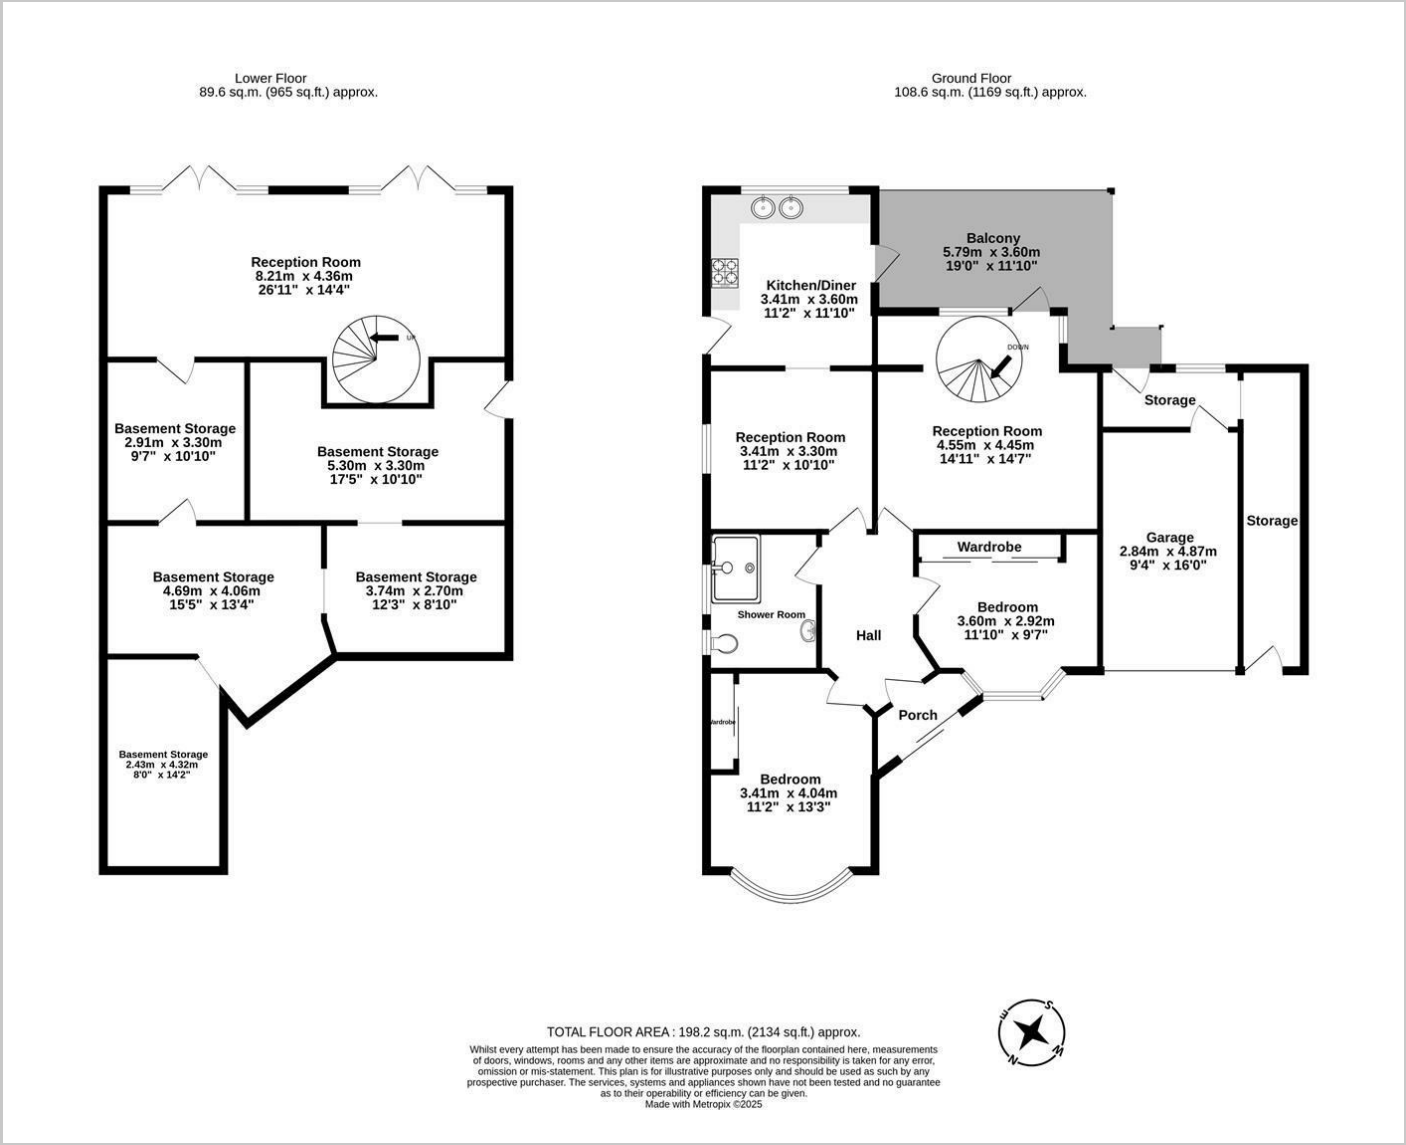 Lower Floor
89.6 sq.m. (965 sq.ft.) approx.
Ground Floor
108.6 sq.m. (1169 sq.ft.) approx.
Reception Room
8.21m x 4.36m
26'11" x 14'4"
UP
Basement Storage
2.91m x 3.30m
9'7" x 10'10"
Basement Storage
5.30m x 3.30m
17'5" x 10'10"
Basement Storage
4.69m x 4.06m
15'5" x 13'4"
Basement Storage
3.74m x 2.70m
12'3" x 8'10"
Basement Storage
2.43m x 4.32m
8'0" x 14'2"
Balcony
5.79m x 3.60m
19'0" x 11'10"
Kitchen/Diner
3.41m x 3.60m
11'2" x 11'10"
DOWN
Storage
Reception Room
3.41m x 3.30m
11'2" x 10'10"
Reception Room
4.55m x 4.45m
14'11" x 14'7"
Storage
Garage
2.84m x 4.87m
9'4" x 16'0"
Wardrobe
Bedroom
3.60m x 2.92m
11'10" x 9'7"
Shower Room
Hall
Porch
Wardrobe
Bedroom
3.41m x 4.04m
11'2" x 13'3"
S
E
W
N
TOTAL FLOOR AREA : 198.2 sq.m. (2134 sq.ft.) approx.
Whilst every attempt has been made to ensure the accuracy of the floorplan contained here, measurements
of doors, windows, rooms and any other items are approximate and no responsibility is taken for any error,
omission or mis-statement. This plan is for illustrative purposes only and should be used as such by any
prospective purchaser. The services, systems and appliances shown have not been tested and no guarantee
as to their operability or efficiency can be given.
Made with Metropix ©2025